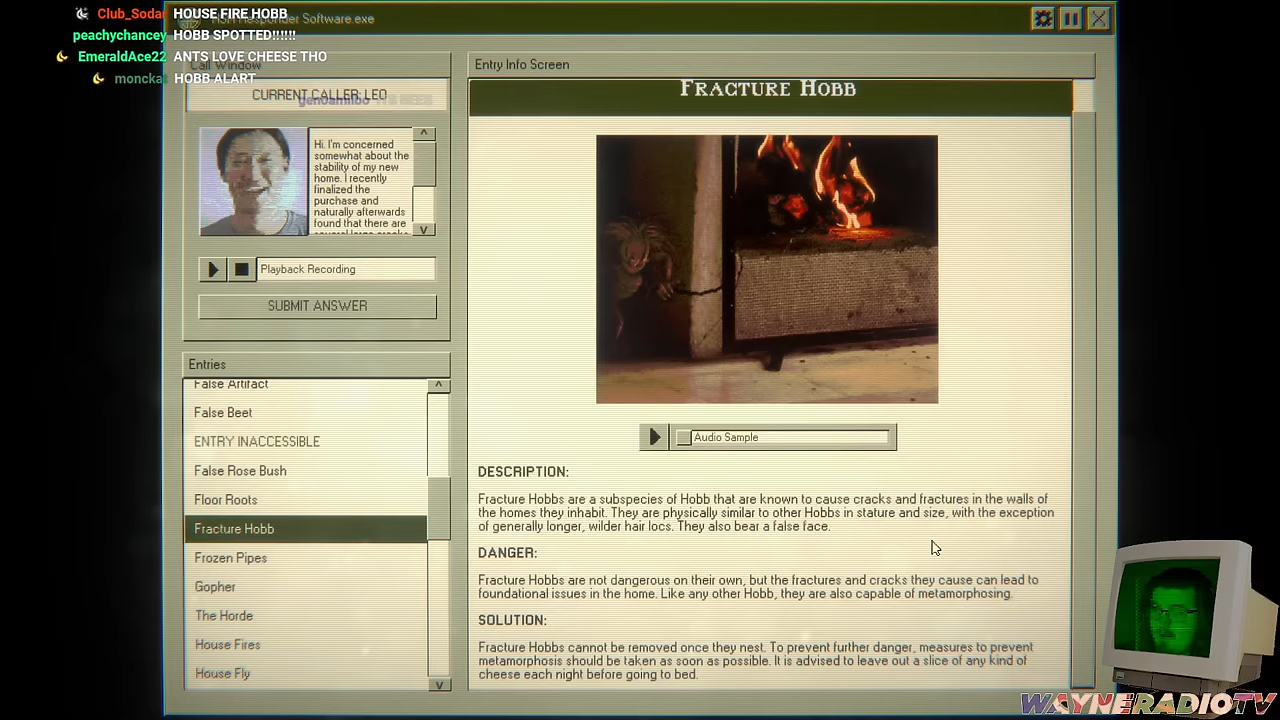 Club_Soda HOUSE FIRE HOBB
peachychancey HOBB SPOTTED!!!!!!
EmeraldAce22 ANTS LOVE CHEESE THO
moncka HOBB ALART
Responder Software.exe
Call Window
CURRENT CALLER: LEO
Hi. I'm concerned
somewhat about the
stability of my new
home. I recently
finalized the
purchase and
naturally afterwards
found that there are
Playback Recording
SUBMIT ANSWER
Entries
False Artifact
False Beet
ENTRY INACCESSIBLE
False Rose Bush
Floor Roots
Fracture Hobb
Frozen Pipes
Gopher
The Horde
House Fires
House Fly
Entry Info Screen
FRACTURE HOBB
Audio Sample
DESCRIPTION:
Fracture Hobbs are a subspecies of Hobb that are known to cause cracks and fractures in the walls of
the homes they inhabit. They are physically similar to other Hobbs in stature and size, with the exception
of generally longer, wilder hair locs. They also bear a false face.
DANGER:
Fracture Hobbs are not dangerous on their own, but the fractures and cracks they cause can lead to
foundational issues in the home. Like any other Hobb, they are also capable of metamorphosing.
SOLUTION:
Fracture Hobbs cannot be removed once they nest. To prevent further danger, measures to prevent
metamorphosis should be taken as soon as possible. It is advised to leave out a slice of any kind of
cheese each night before going to bed.
WAYNERADIOTV